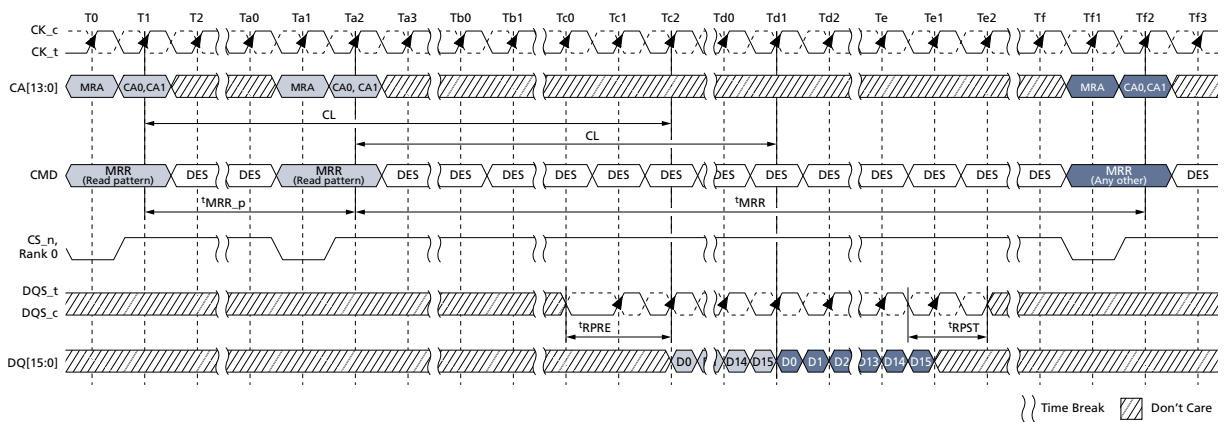 T0 T1 T2 Ta0 Ta1 Ta2 Ta3 Tb0 Tb1 Tc0 Tc1 Tc2 Td0 Td1 Td2 Te Te1 Te2 Tf Tf1 Tf2 Tf3
CK_c
CK_t
CA[13:0] MRA CA0,CA1 MRA CA0, CA1 MRA CA0,CA1
CL
CL
CMD MRR (Read pattern) DES DES MRR (Read pattern) DES DES DES DES DES DES DES DES DES DES DES DES DES MRR (Any other) DES
tMRR_p tMRR
CS_n,
Rank 0
DQS_t
DQS_c
tRPRE tRPST
DQ[15:0] D0 D14 D15 D0 D1 D2 D13 D14 D15
Time Break Don't Care